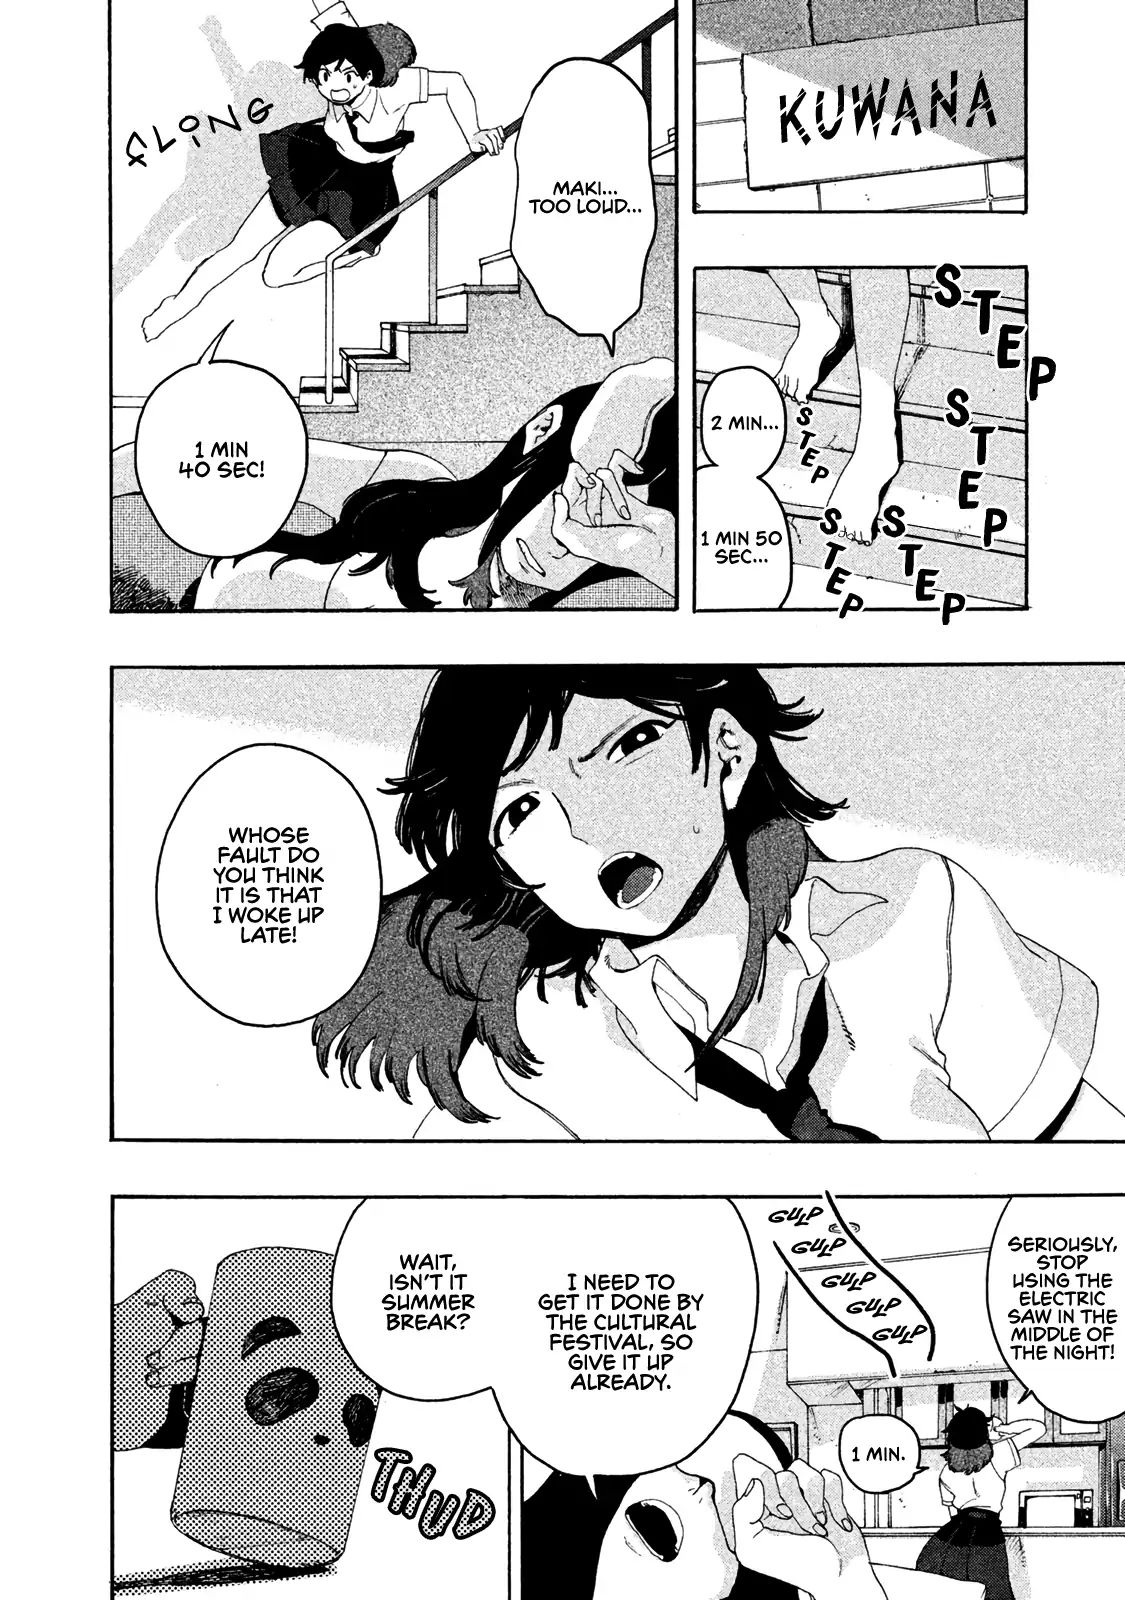 KUWANA
STEP
STEP
STEP
STEP
STEP
2 MIN...
1 MIN 50
SEC...
FLING
MAKI...
TOO LOUD...
1 MIN
40 SEC!
WHOSE
FAULT DO
YOU THINK
IT IS THAT
I WOKE UP
LATE!
SERIOUSLY,
STOP
USING THE
ELECTRIC
SAW IN THE
MIDDLE OF
THE NIGHT!
GULP
GULP
GULP
GULP
GULP
1 MIN.
I NEED TO
GET IT DONE BY
THE CULTURAL
FESTIVAL, SO
GIVE IT UP
ALREADY.
WAIT,
ISN'T IT
SUMMER
BREAK?
THUD